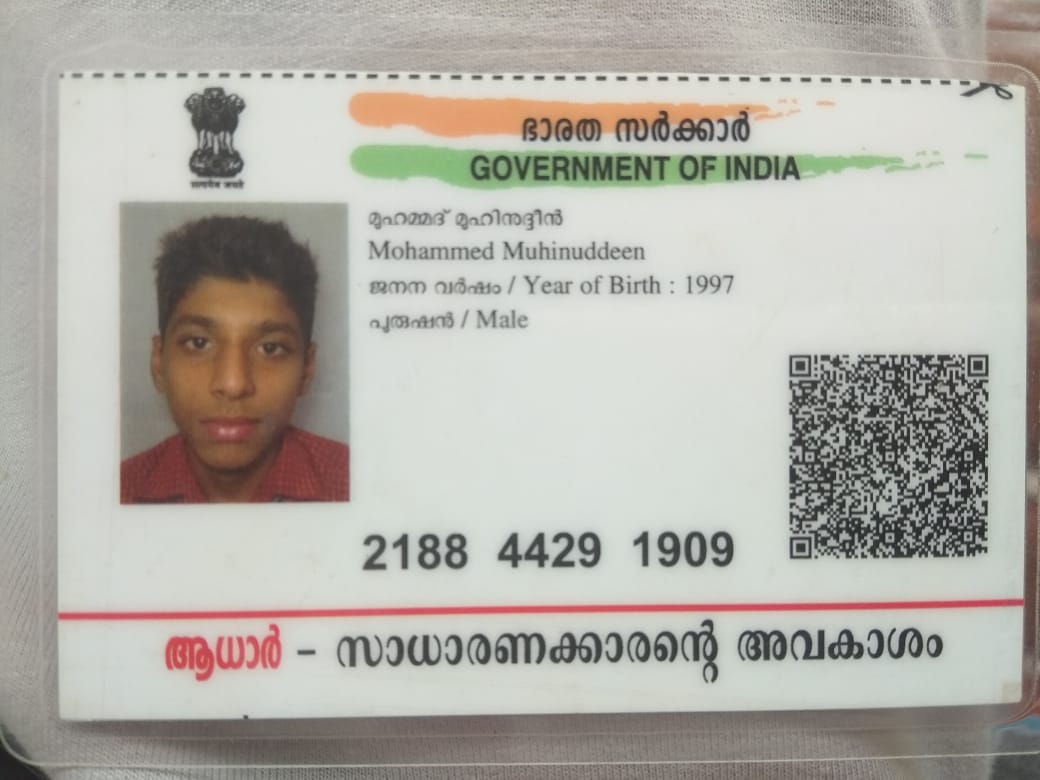 सत्यमेव जयते
ഭാരത സർക്കാർ
GOVERNMENT OF INDIA
മുഹമ്മദ് മുഹിനുദ്ദീൻ
Mohammed Muhinuddeen
ജനന വർഷം / Year of Birth : 1997
പുരുഷൻ / Male
2188 4429 1909
ആധാർ – സാധാരണക്കാരന്റെ അവകാശം